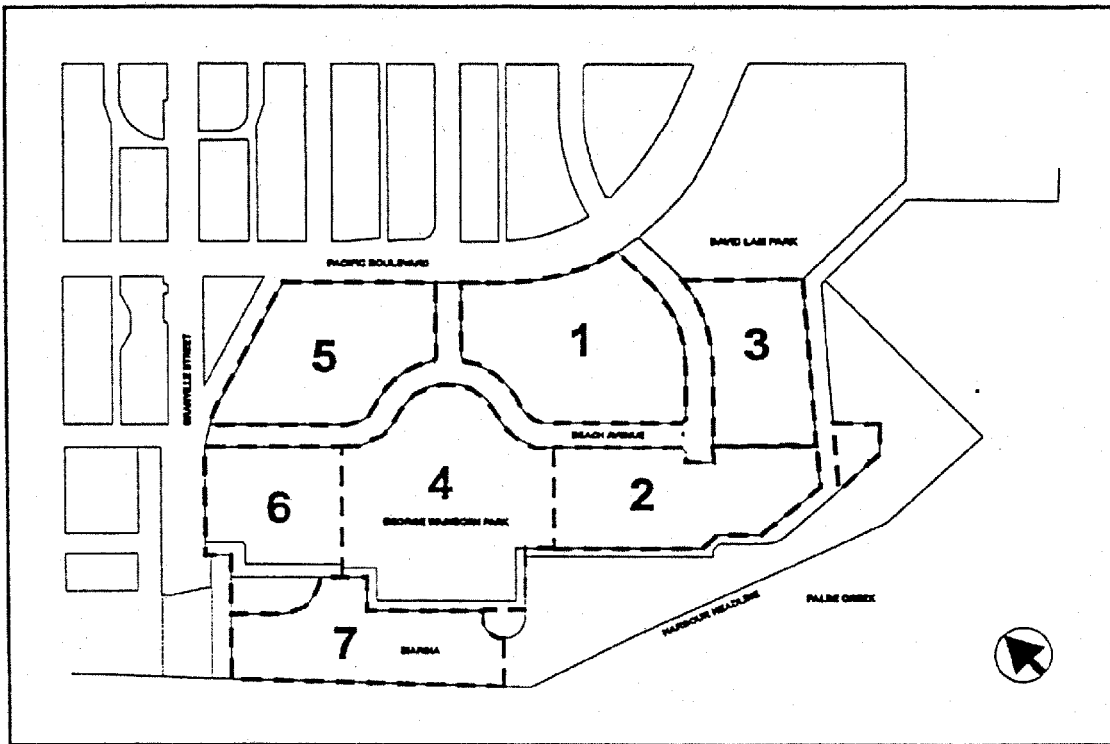 DAVID LAM PARK
PACIFIC BOULEVARD
1
5
3
GRANVILLE STREET
BEACH AVENUE
4
2
6
GEORGE WAINBORN PARK
HARBOUR HEADLINE
FALSE CREEK
7
MARINA